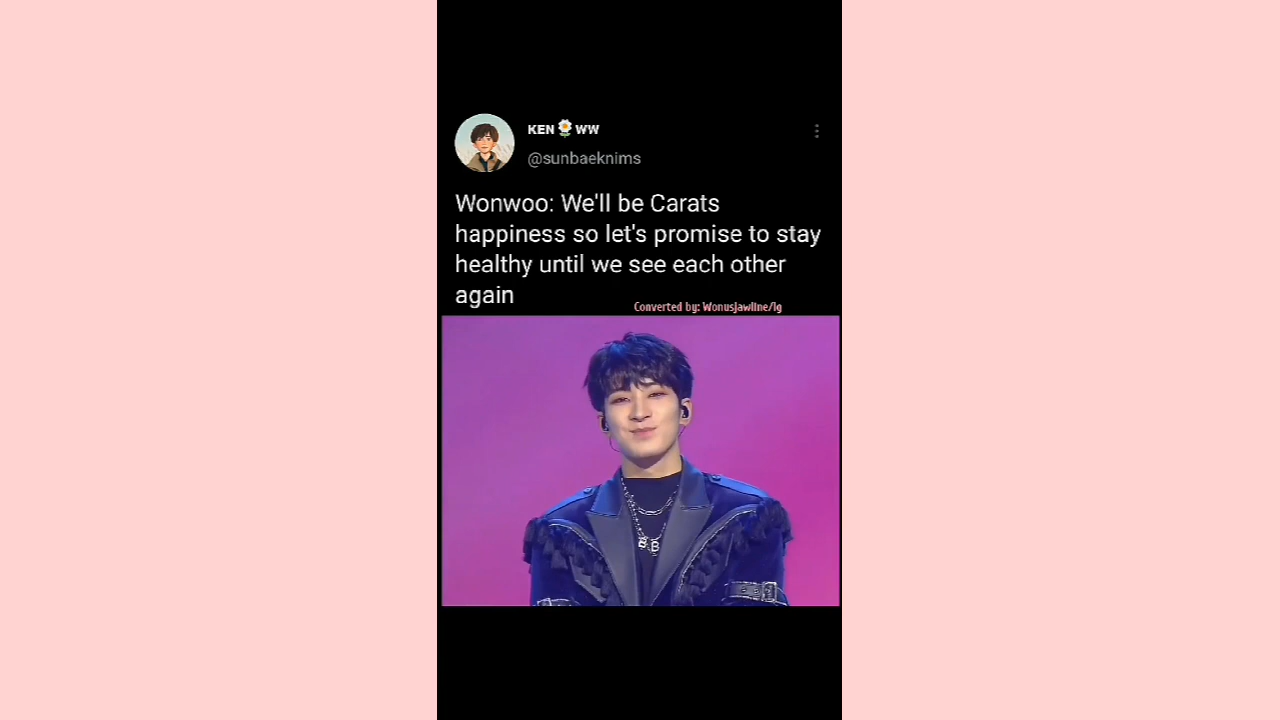 KEN🌼WW
@sunbaeknims
Wonwoo: We'll be Carats
happiness so let's promise to stay
healthy until we see each other
again
Converted by: Wonusjawline/Ig
B B